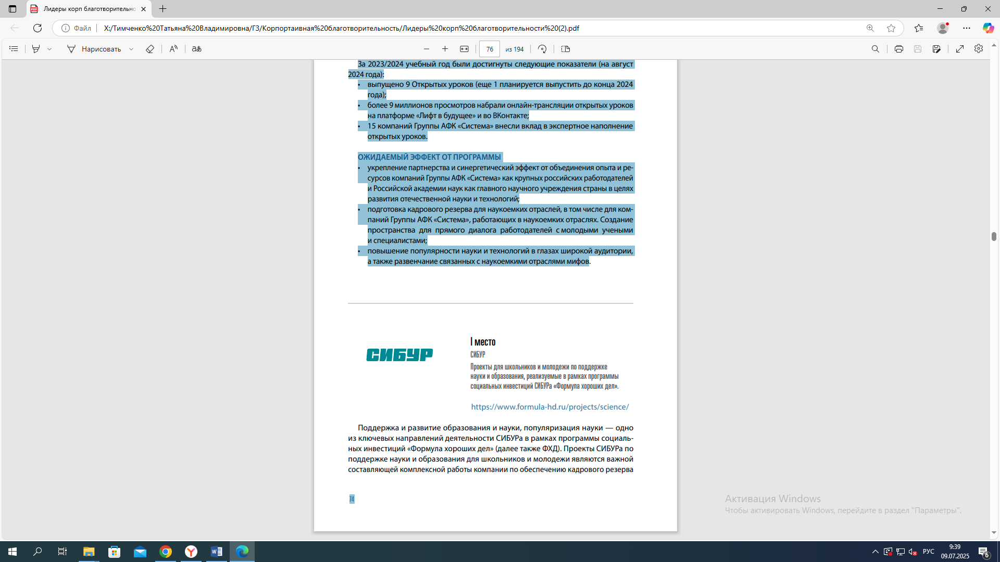 Лидеры корп благотворительно
Файл
X:/Тимченко%20Татьяна%20Владимировна/ГЗ/Корпортаивная%20благотворительность/Лидеры%20корп%20благотворительности%20(2).pdf
Нарисовать
76 из 194
За 2023/2024 учебный год были достигнуты следующие показатели (на август
2024 года):
• выпущено 9 Открытых уроков (еще 1 планируется выпустить до конца 2024
года);
• более 9 миллионов просмотров набрали онлайн-трансляции открытых уроков
на платформе «Лифт в будущее» и во ВКонтакте;
• 15 компаний Группы АФК «Система» внесли вклад в экспертное наполнение
открытых уроков.
ОЖИДАЕМЫЙ ЭФФЕКТ ОТ ПРОГРАММЫ
• укрепление партнерства и синергетический эффект от объединения опыта и ре-
сурсов компаний Группы АФК «Система» как крупных российских работодателей
и Российской академии наук как главного научного учреждения страны в целях
развития отечественной науки и технологий;
• подготовка кадрового резерва для наукоемких отраслей, в том числе для ком-
паний Группы АФК «Система», работающих в наукоемких отраслях. Создание
пространства для прямого диалога работодателей с молодыми учеными
и специалистами;
• повышение популярности науки и технологий в глазах широкой аудитории,
а также развенчание связанных с наукоемкими отраслями мифов.
СИБУР
I место
СИБУР
Проекты для школьников и молодежи по поддержке
науки и образования, реализуемые в рамках программы
социальных инвестиций СИБУРа «Формула хороших дел».
https://www.formula-hd.ru/projects/science/
Поддержка и развитие образования и науки, популяризация науки — одно
из ключевых направлений деятельности СИБУРа в рамках программы социаль-
ных инвестиций «Формула хороших дел» (далее также ФХД). Проекты СИБУРа по
поддержке науки и образования для школьников и молодежи являются важной
составляющей комплексной работы компании по обеспечению кадрового резерва
74
Активация Windows
Чтобы активировать Windows, перейдите в раздел "Параметры".
РУС
9:39
09.07.2025
6